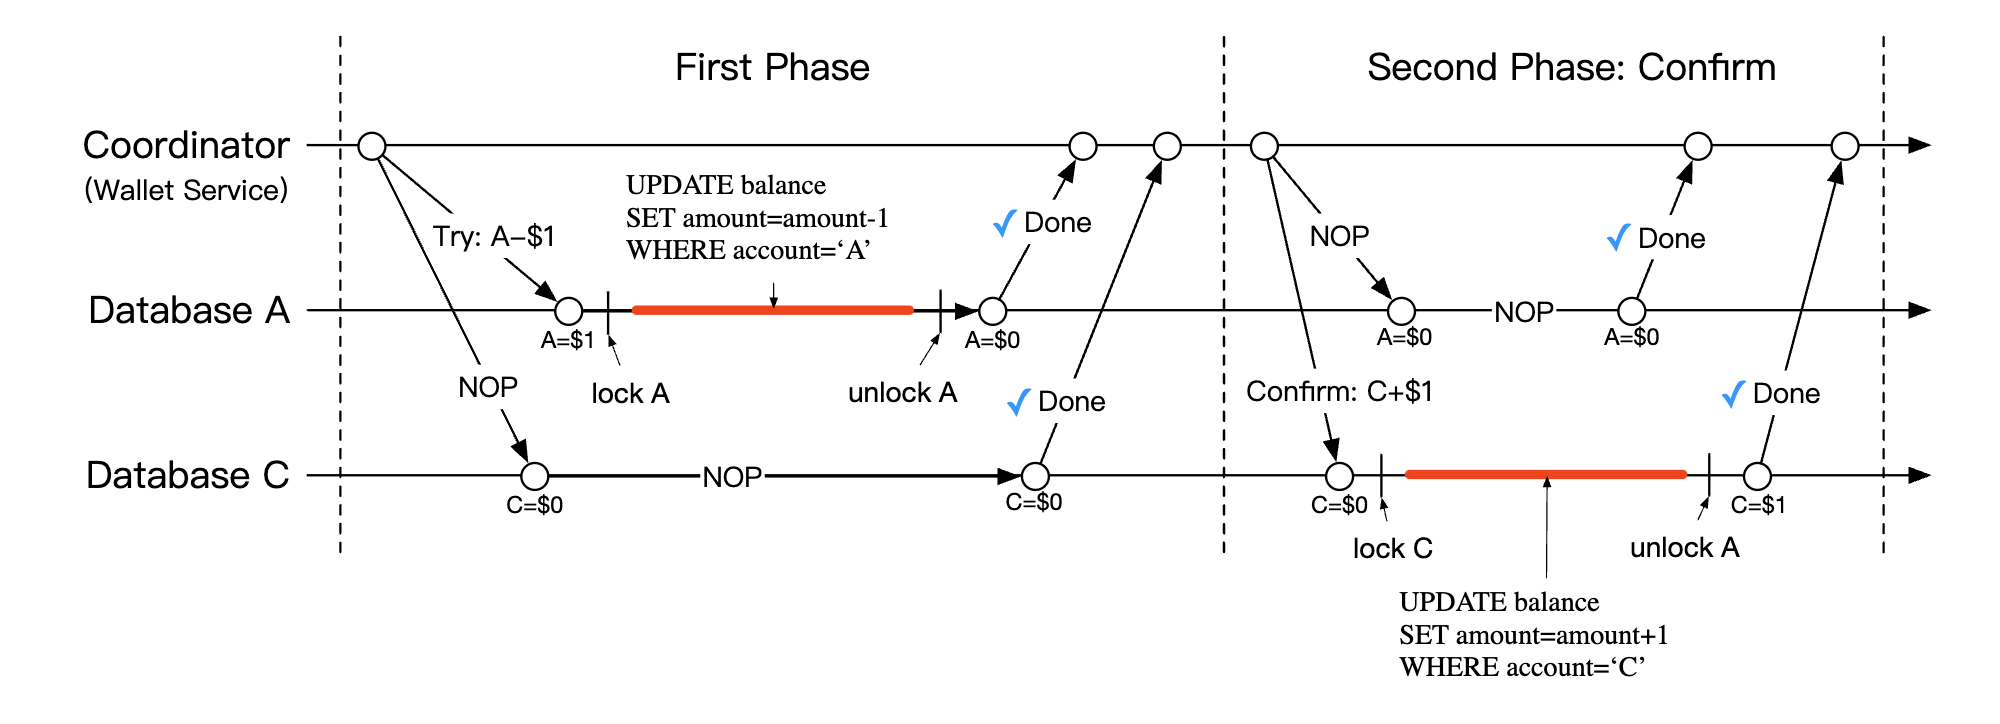 First Phase
Second Phase: Confirm
Coordinator
(Wallet Service)
UPDATE balance
SET amount=amount-1
WHERE account=‘A’
Try: A–$1
✓ Done
NOP
✓ Done
Database A
A=$1
A=$0
A=$0
NOP
A=$0
lock A
unlock A
NOP
✓ Done
Confirm: C+$1
✓ Done
Database C
C=$0
NOP
C=$0
C=$0
C=$1
lock C
unlock A
UPDATE balance
SET amount=amount+1
WHERE account=‘C’